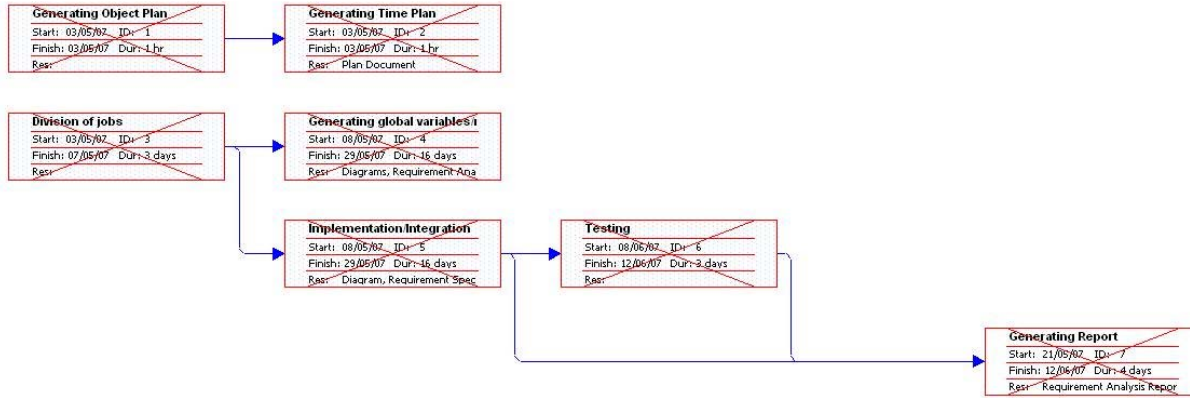 Generating Object Plan
Start: 03/05/07 ID: 1
Finish: 03/05/07 Dur: 1 hr
Res:
Generating Time Plan
Start: 03/05/07 ID: 2
Finish: 03/05/07 Dur: 1 hr
Res: Plan Document
Division of jobs
Start: 03/05/07 ID: 3
Finish: 07/05/07 Dur: 3 days
Res:
Generating global variables/
Start: 08/05/07 ID: 4
Finish: 29/05/07 Dur: 16 days
Res: Diagrams, Requirement Ana
Implementation/Integration
Start: 08/05/07 ID: 5
Finish: 29/05/07 Dur: 16 days
Res: Diagram, Requirement Spec
Testing
Start: 08/06/07 ID: 6
Finish: 12/06/07 Dur: 3 days
Res:
Generating Report
Start: 21/05/07 ID: 7
Finish: 12/06/07 Dur: 4 days
Res: Requirement Analysis Repor